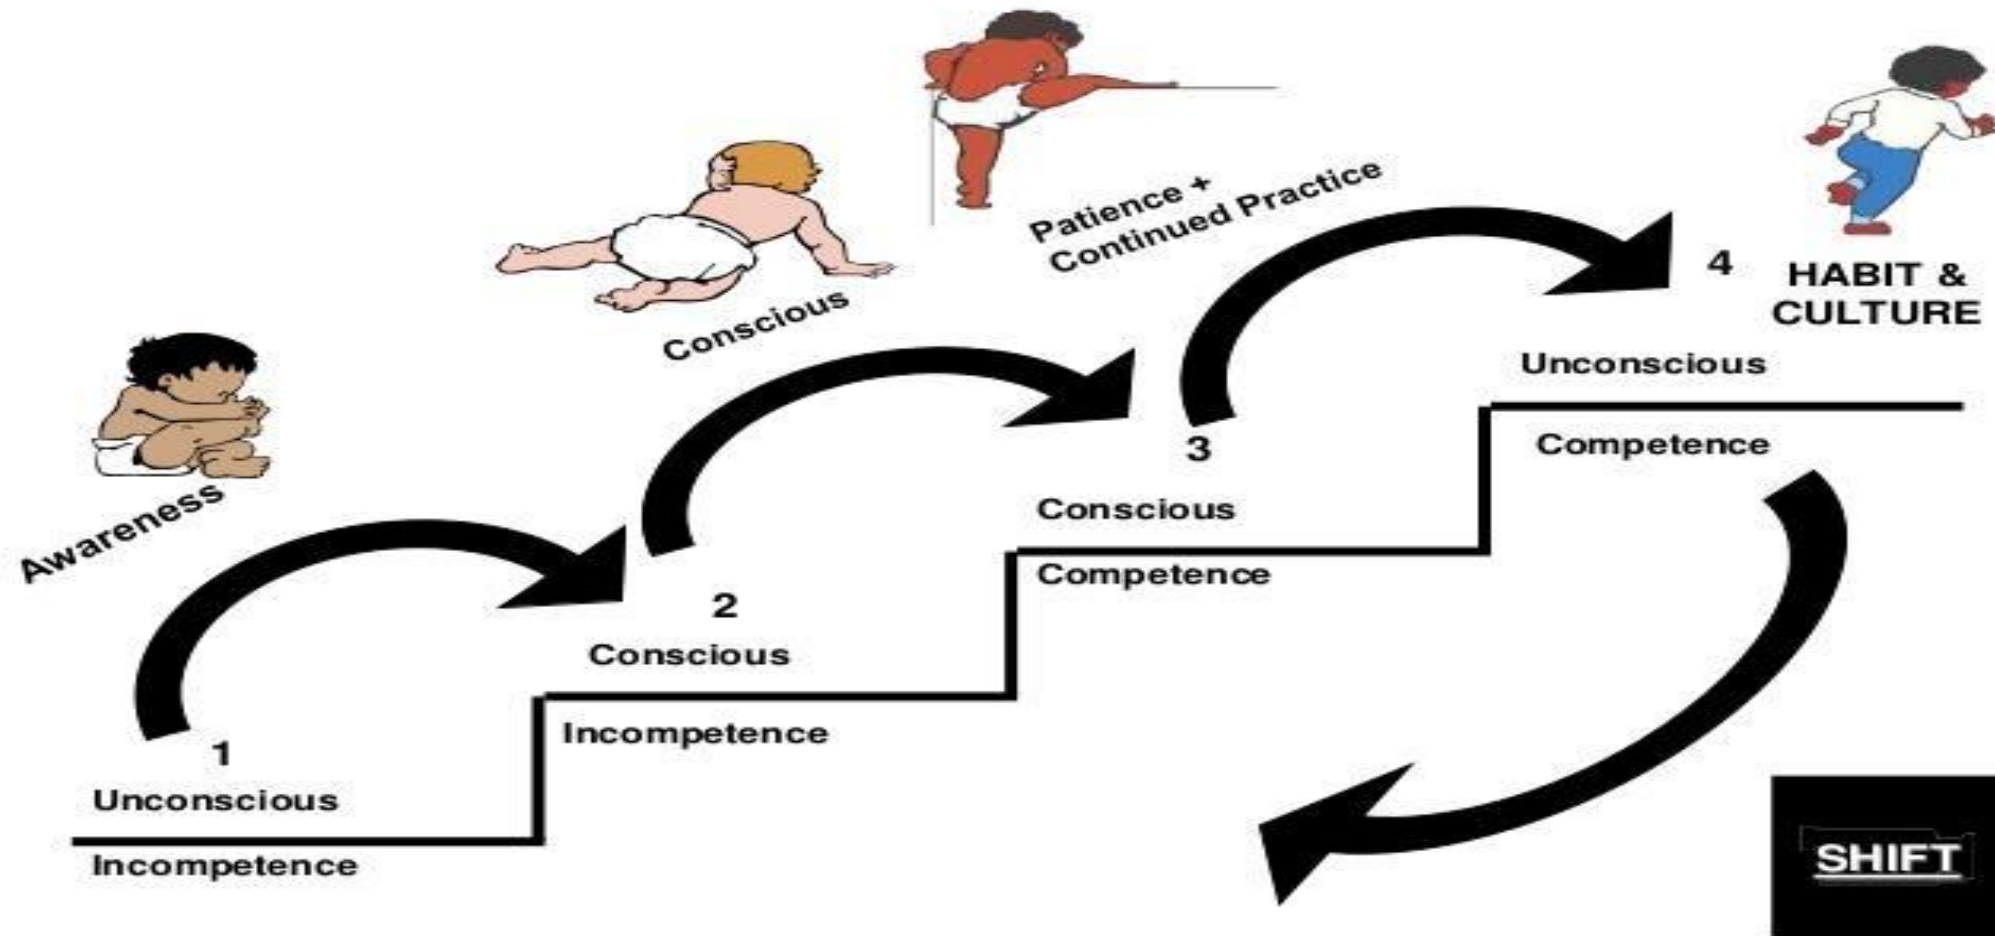 Awareness
1
Unconscious
Incompetence
Conscious
2
Conscious
Incompetence
Patience +
Continued Practice
3
Conscious
Competence
4
HABIT &
CULTURE
Unconscious
Competence
SHIFT